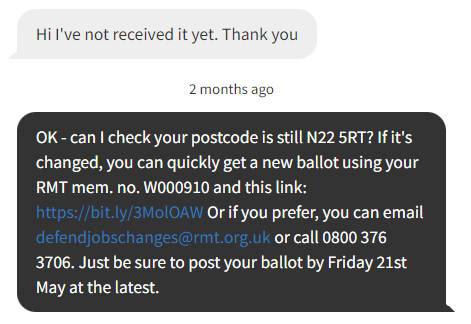 Hi I've not received it yet. Thank you
2 months ago
OK - can I check your postcode is still N22 5RT? If it's
changed, you can quickly get a new ballot using your
RMT mem. no. W000910 and this link:
https://bit.ly/3MolOAW Or if you prefer, you can email
defendjobschanges@rmt.org.uk or call 0800 376
3706. Just be sure to post your ballot by Friday 21st
May at the latest.